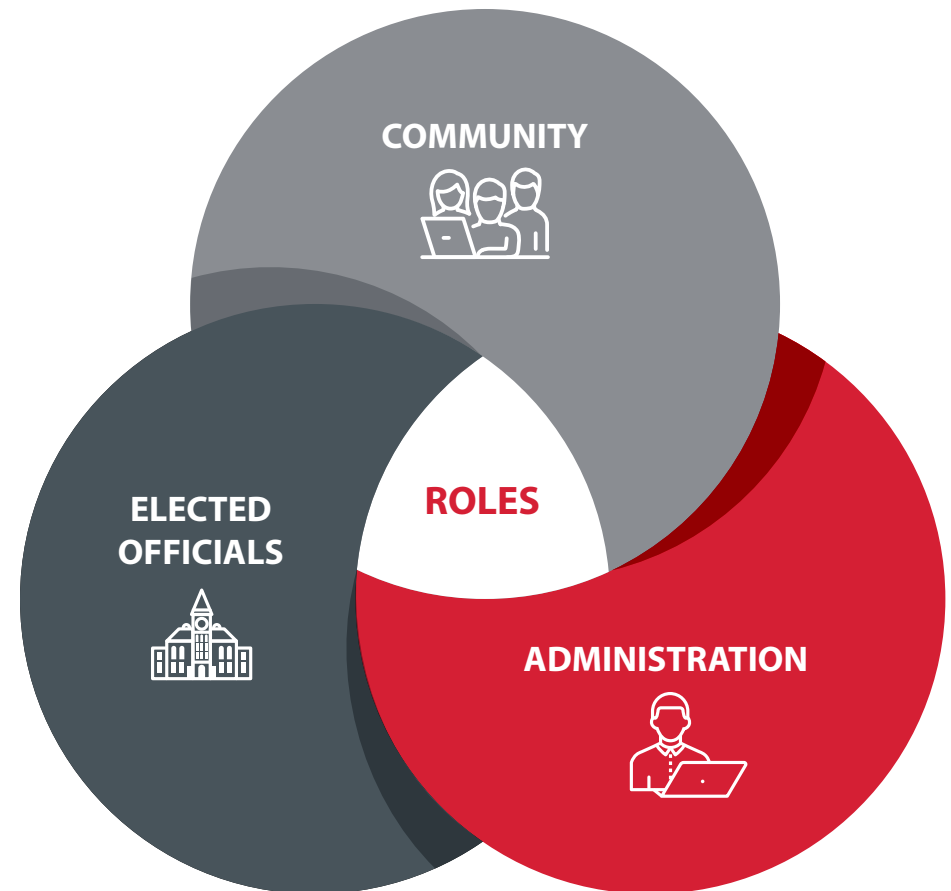 COMMUNITY
ROLES
ELECTED
OFFICIALS
ADMINISTRATION